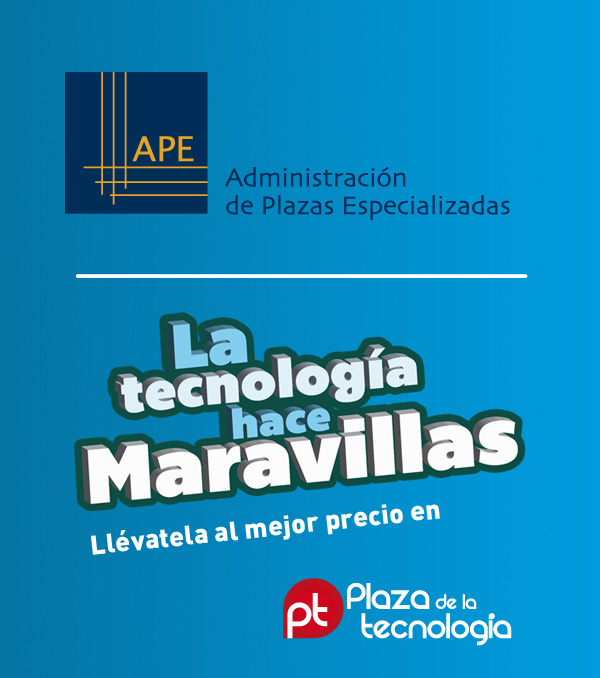 APE
Administración
de Plazas Especializadas
La
tecnología
hace
Maravillas
Llévatela al mejor precio en
pt
Plaza de la
tecnología